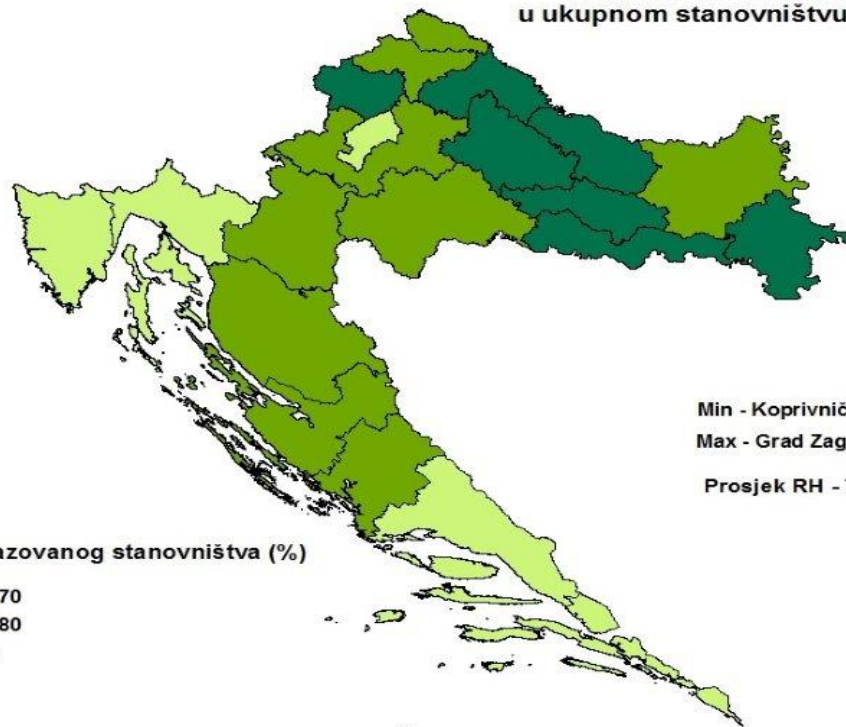 u ukupnom stanovništvu
Min - Koprivnič
Max - Grad Zag
Prosjek RH -
azovanog stanovništva (%)
70
80